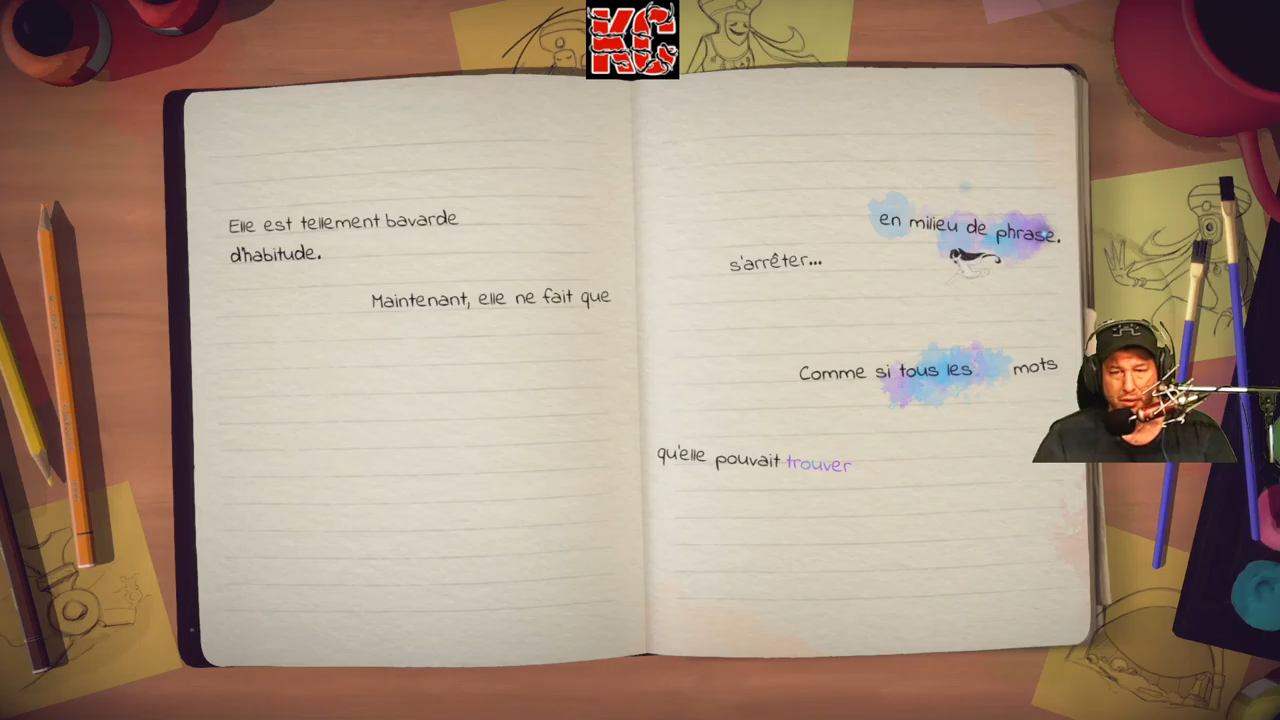 KC
Elle est tellement bavarde
d'habitude.
Maintenant, elle ne fait que
en milieu de phrase.
s'arrêter...
Comme si tous les mots
qu'elle pouvait trouver